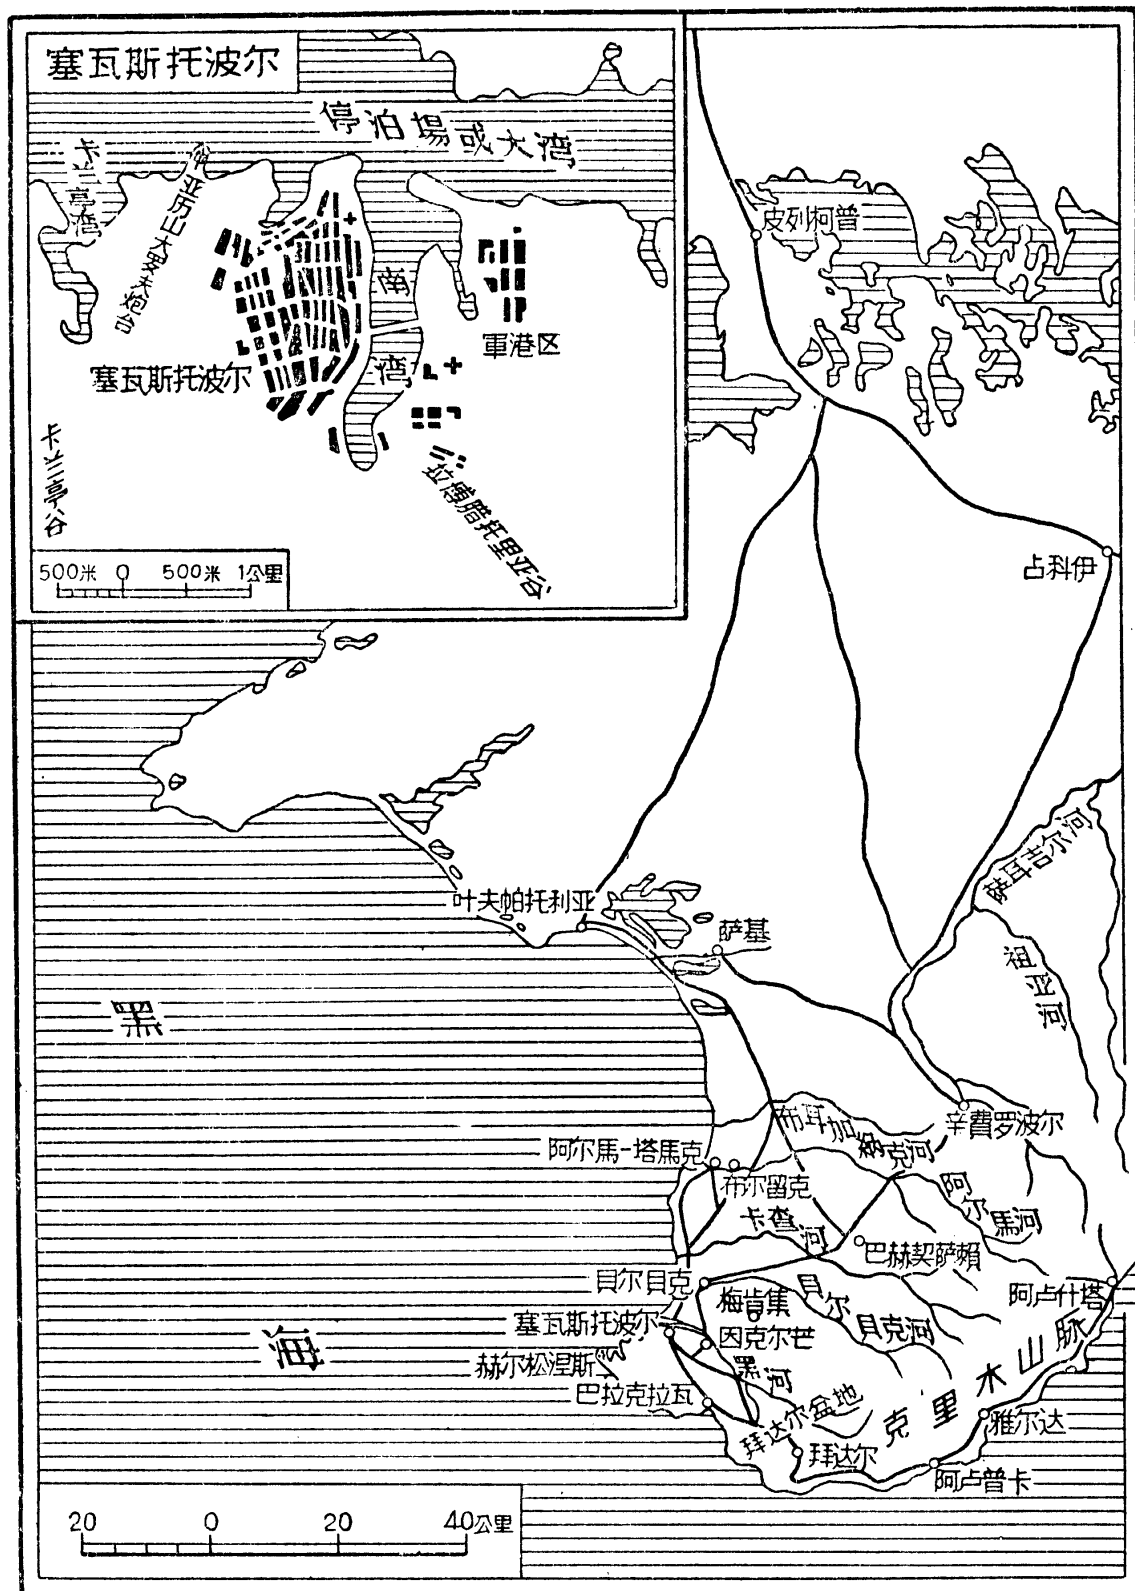 塞瓦斯托波尔
停泊場或大湾
卡兰亭湾
亚历山大罗夫炮台
南湾
軍港区
塞瓦斯托波尔
卡兰亭谷
拉博腊托里亚谷
500米 0 500米 1公里
皮列柯普
占科伊
萨耳吉尔河
祖亚河
叶夫帕托利亚
萨基
黑海
辛費罗波尔
布耳加納克河
阿尔馬-塔馬克
布尔留克
阿尔馬河
卡查河
巴赫契萨賴
貝尔貝克
梅肯集
貝尔貝克河
阿卢什塔
塞瓦斯托波尔
因克尔芒
赫尔松涅斯
黑河
巴拉克拉瓦
拜达尔盆地
克里木山脉
雅尔达
拜达尔
阿卢普卡
20 0 20 40公里